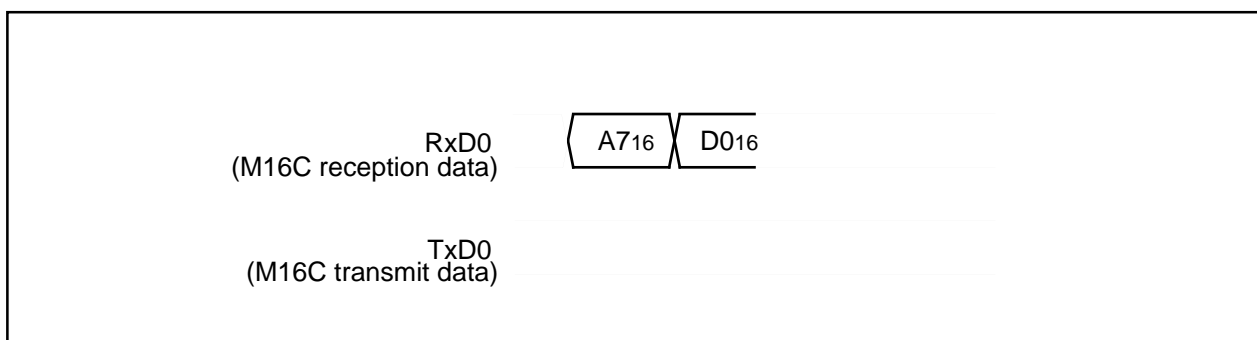 RxD0 A716 D016
(M16C reception data)
TxD0
(M16C transmit data)